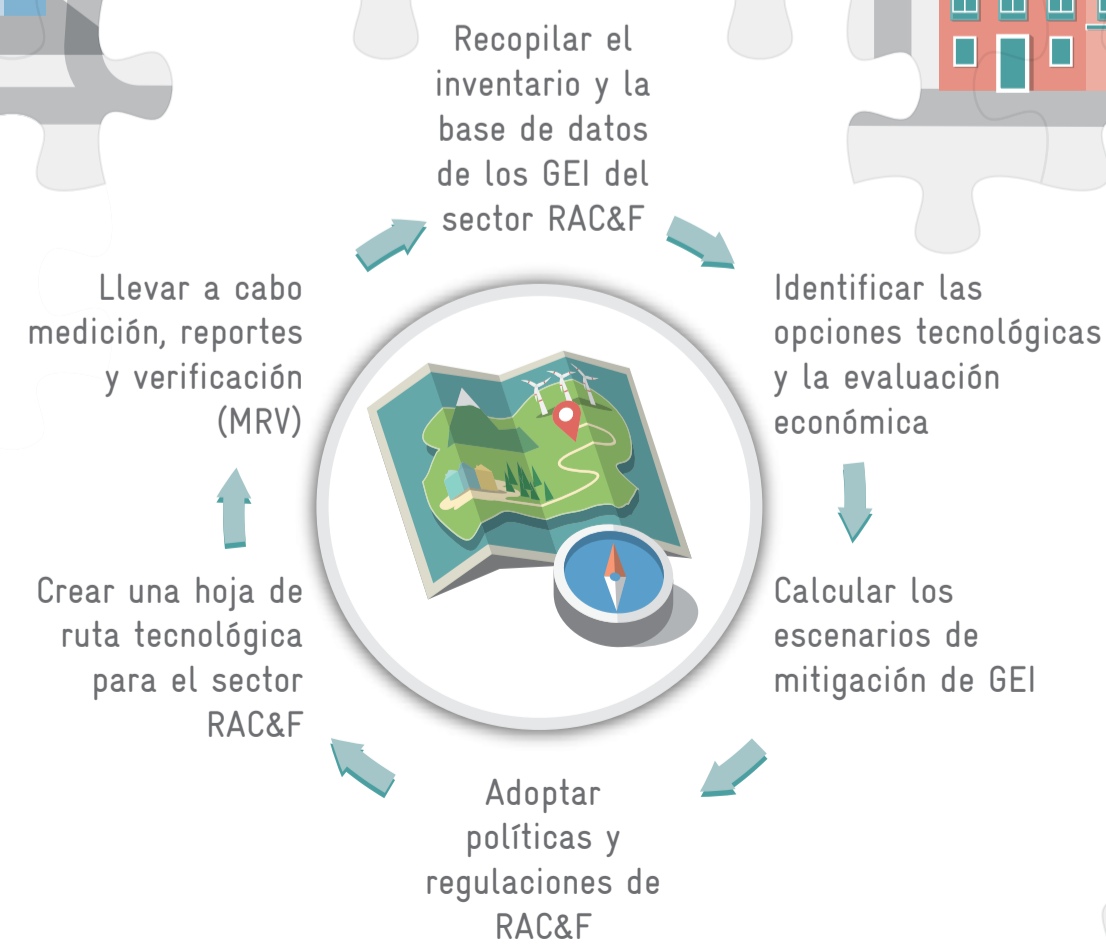 Recopilar el
inventario y la
base de datos
de los GEI del
sector RAC&F
Identificar las
opciones tecnológicas
y la evaluación
económica
Calcular los
escenarios de
mitigación de GEI
Adoptar
políticas y
regulaciones de
RAC&F
Crear una hoja de
ruta tecnológica
para el sector
RAC&F
Llevar a cabo
medición, reportes
y verificación
(MRV)